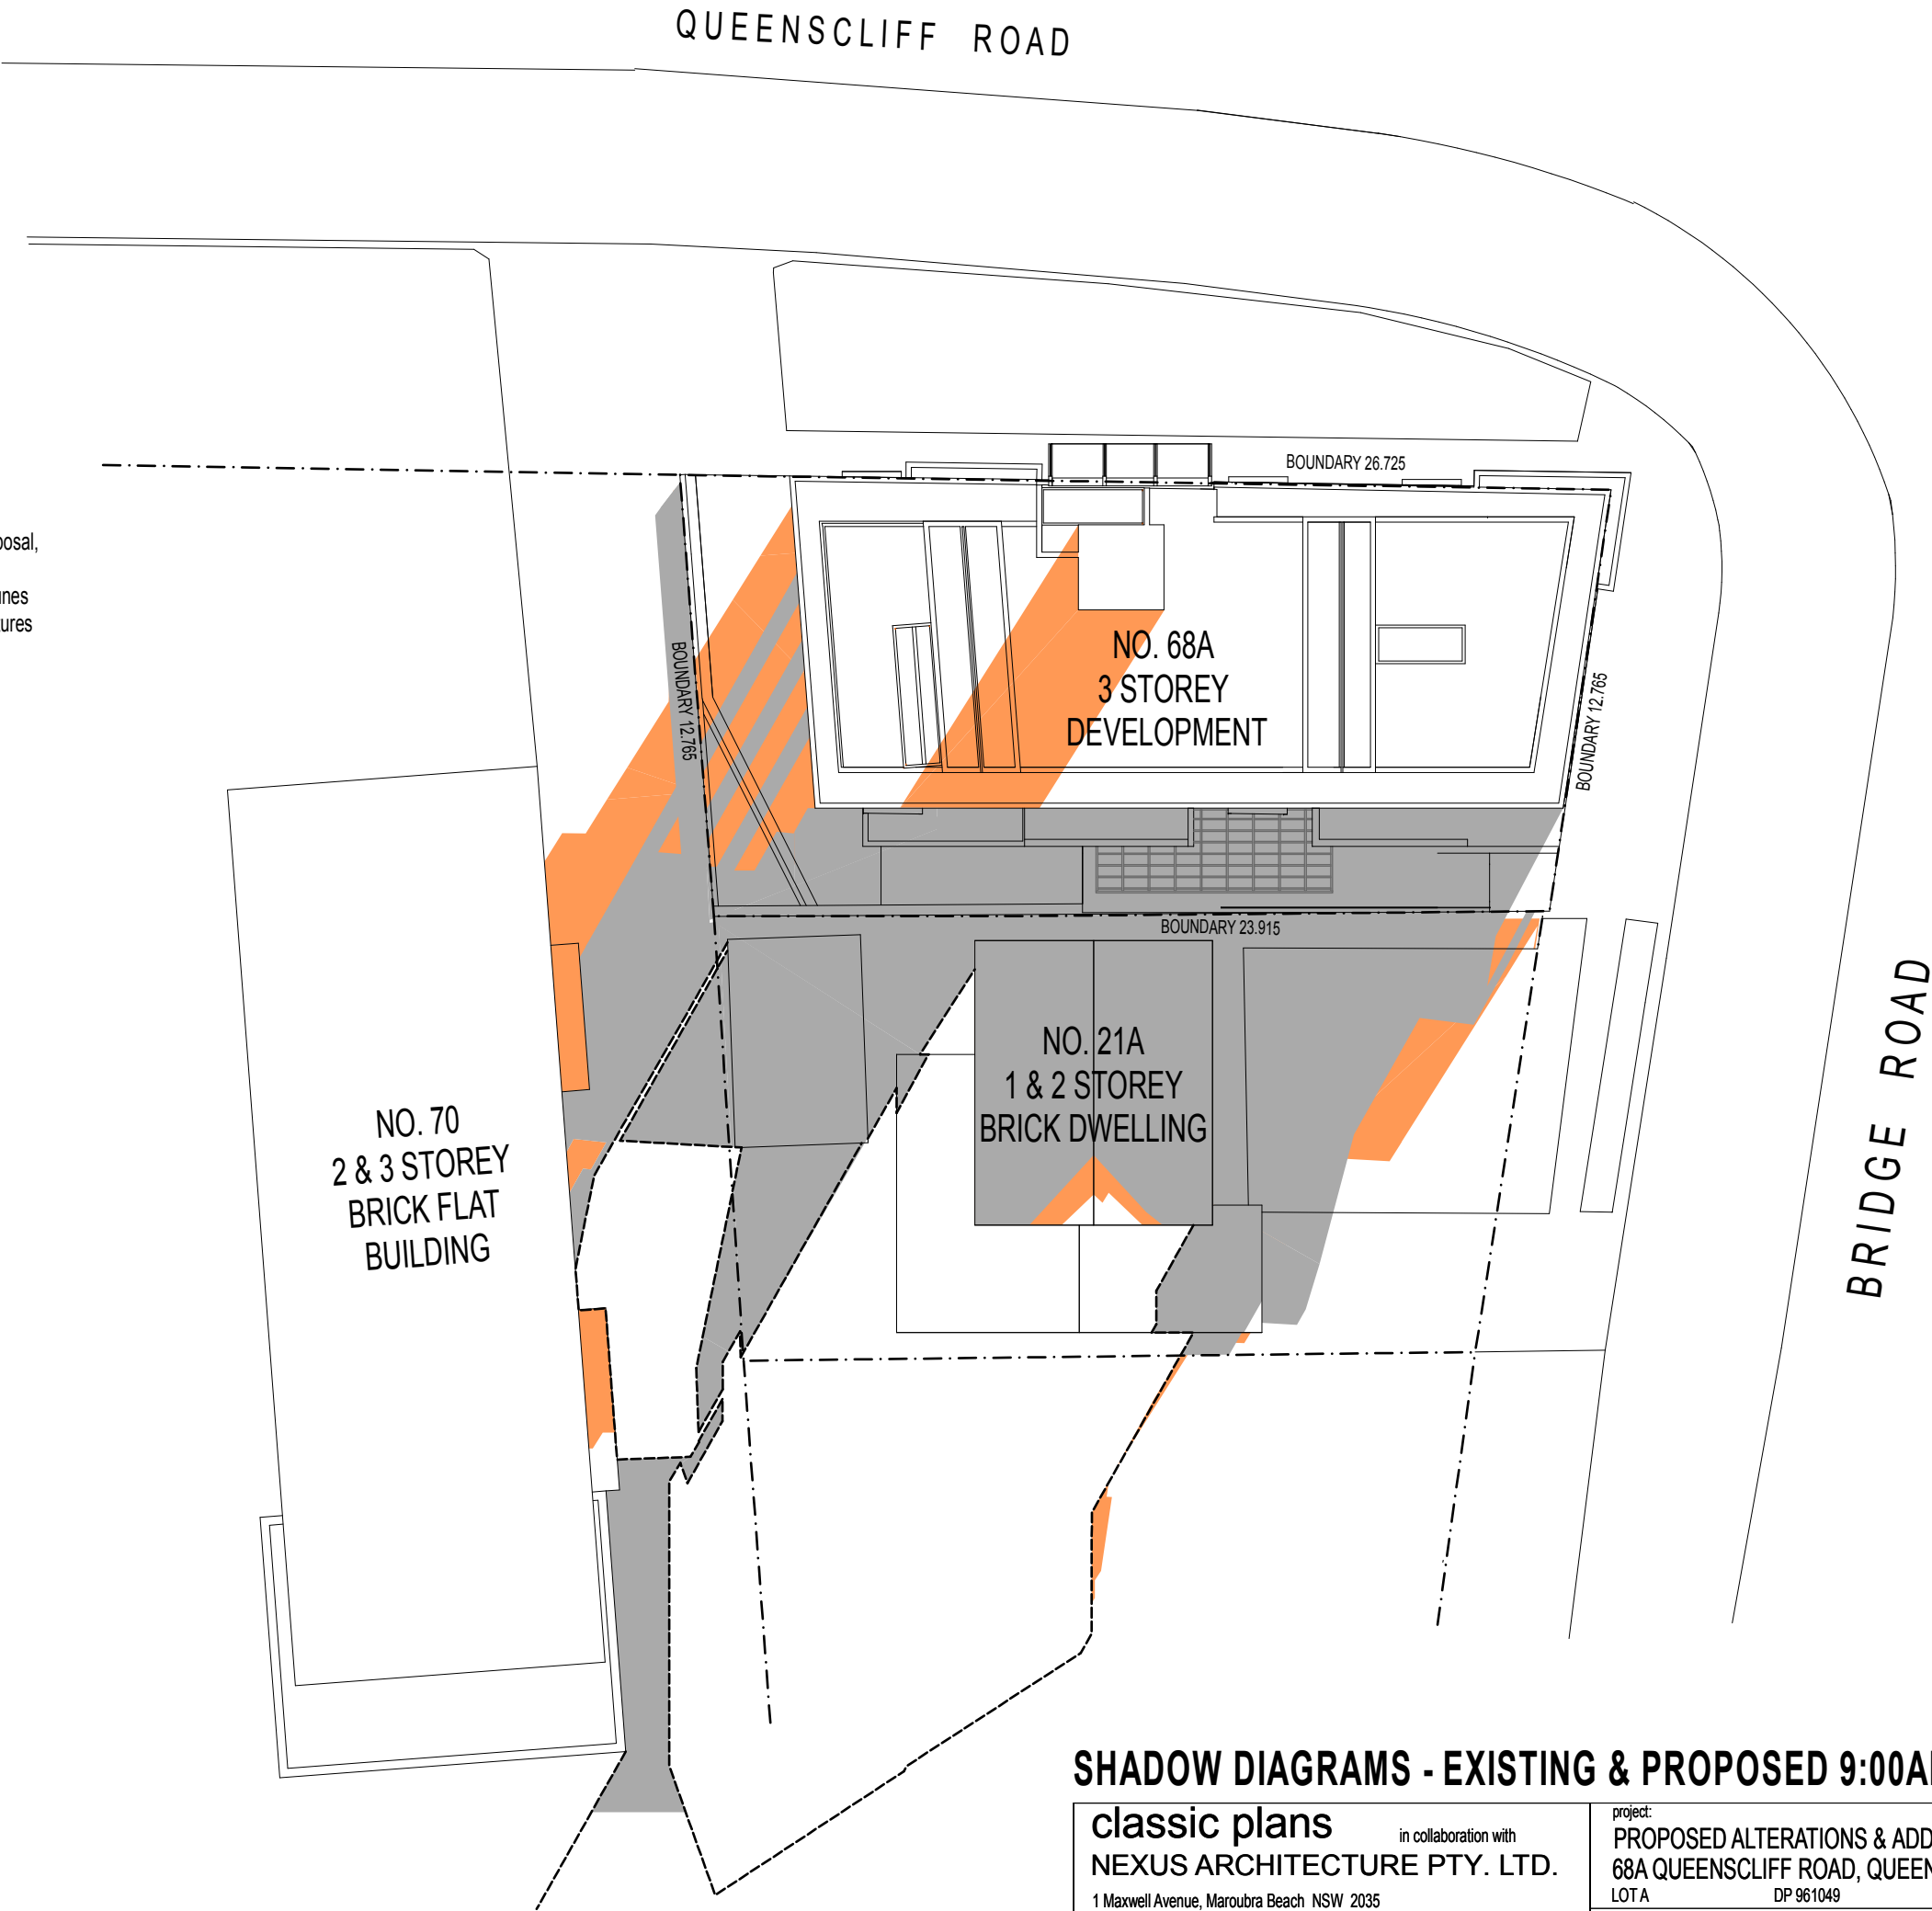 QUEENSCLIFF ROAD
BOUNDARY 26.725
posal,
ures
BOUNDARY 12.765
NO. 68A
3 STOREY
DEVELOPMENT
BOUNDARY 12.765
BOUNDARY 23.915
BRIDGE ROAD
NO. 21A
1 & 2 STOREY
BRICK DWELLING
NO. 70
2 & 3 STOREY
BRICK FLAT
BUILDING
SHADOW DIAGRAMS - EXISTING & PROPOSED 9:00A
classic plans in collaboration with
NEXUS ARCHITECTURE PTY. LTD.
1 Maxwell Avenue, Maroubra Beach NSW 2035
project:
PROPOSED ALTERATIONS & ADD
68A QUEENSCLIFF ROAD, QUEEN
LOT A DP 961049